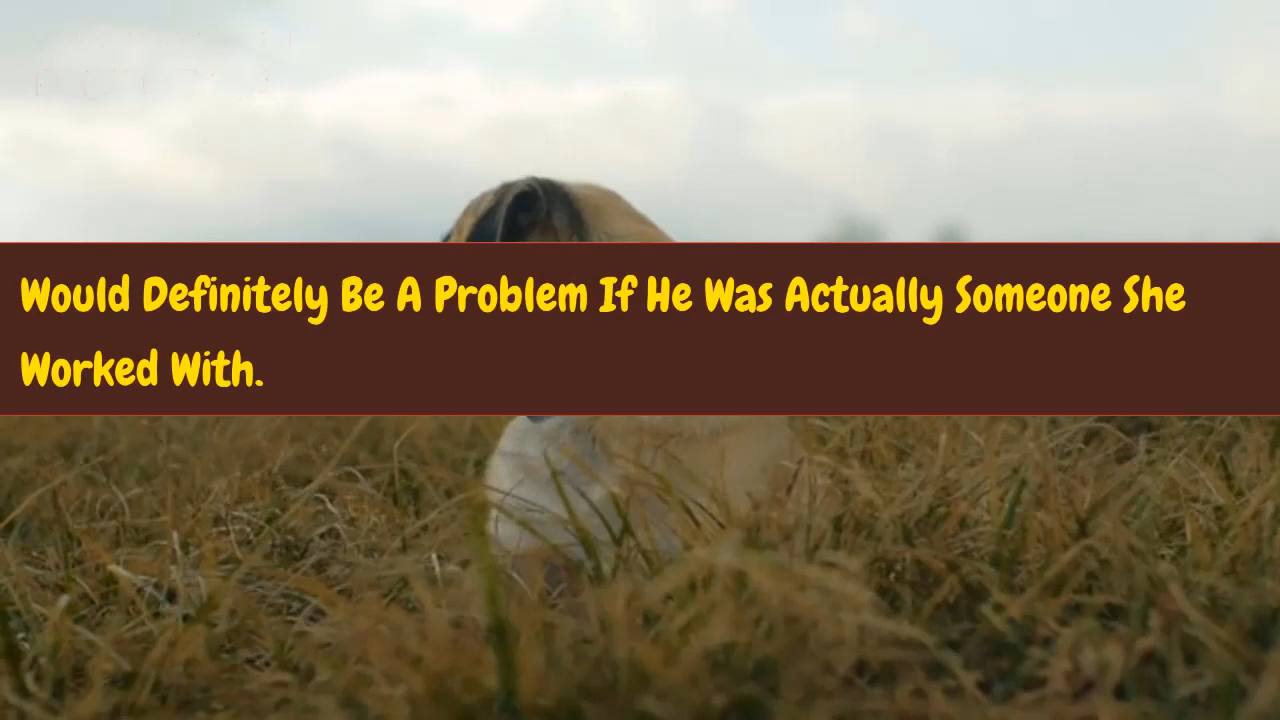 Would Definitely Be A Problem If He Was Actually Someone She
Worked With.